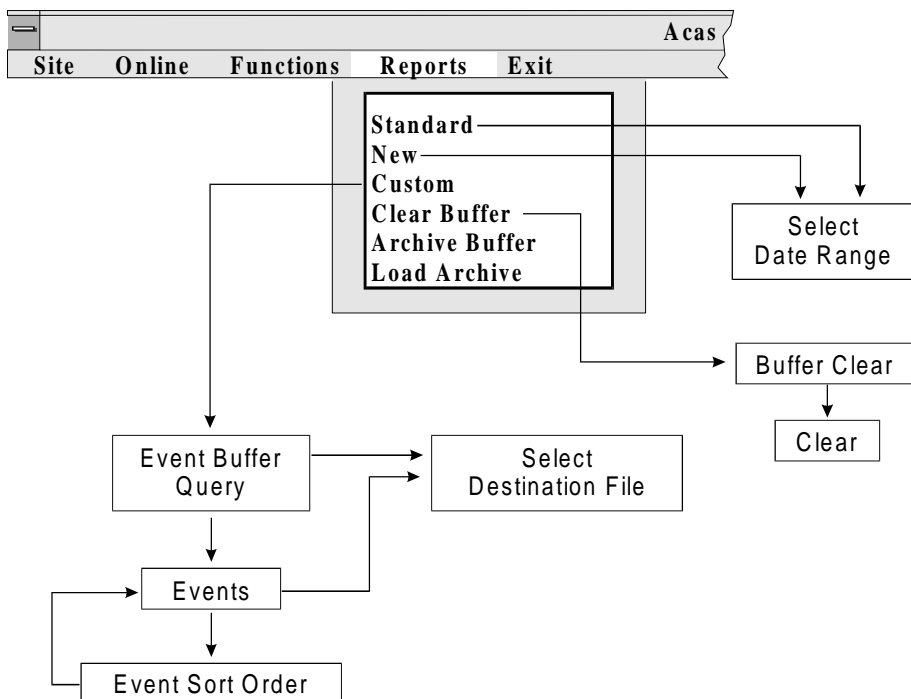 Acas
Site Online Functions Reports Exit
Standard
New
Custom
Clear Buffer
Archive Buffer
Load Archive
Select
Date Range
Buffer Clear
Clear
Event Buffer
Query
Select
Destination File
Events
Event Sort Order